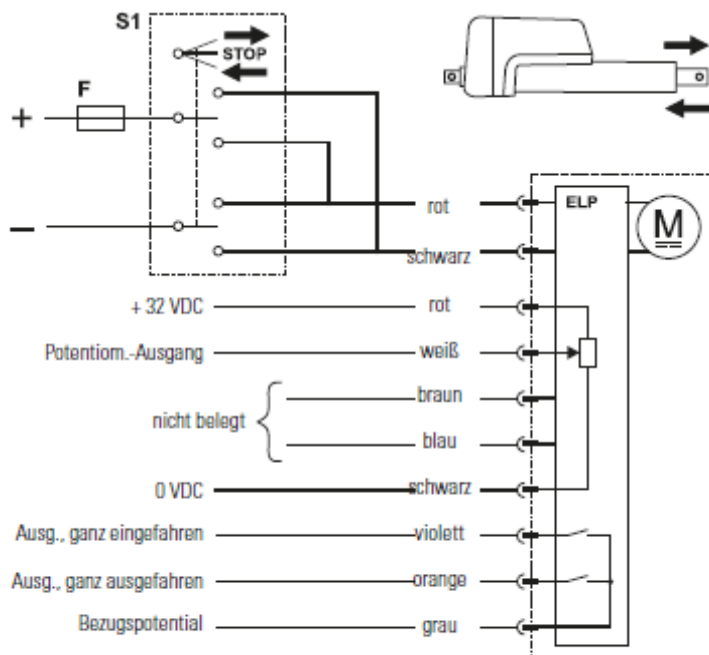 S1
STOP
F
+
−
rot
ELP
M
schwarz
+ 32 VDC
rot
Potentiom.-Ausgang
weiß
braun
nicht belegt
blau
0 VDC
schwarz
Ausg., ganz eingefahren
violett
Ausg., ganz ausgefahren
orange
Bezugspotential
grau